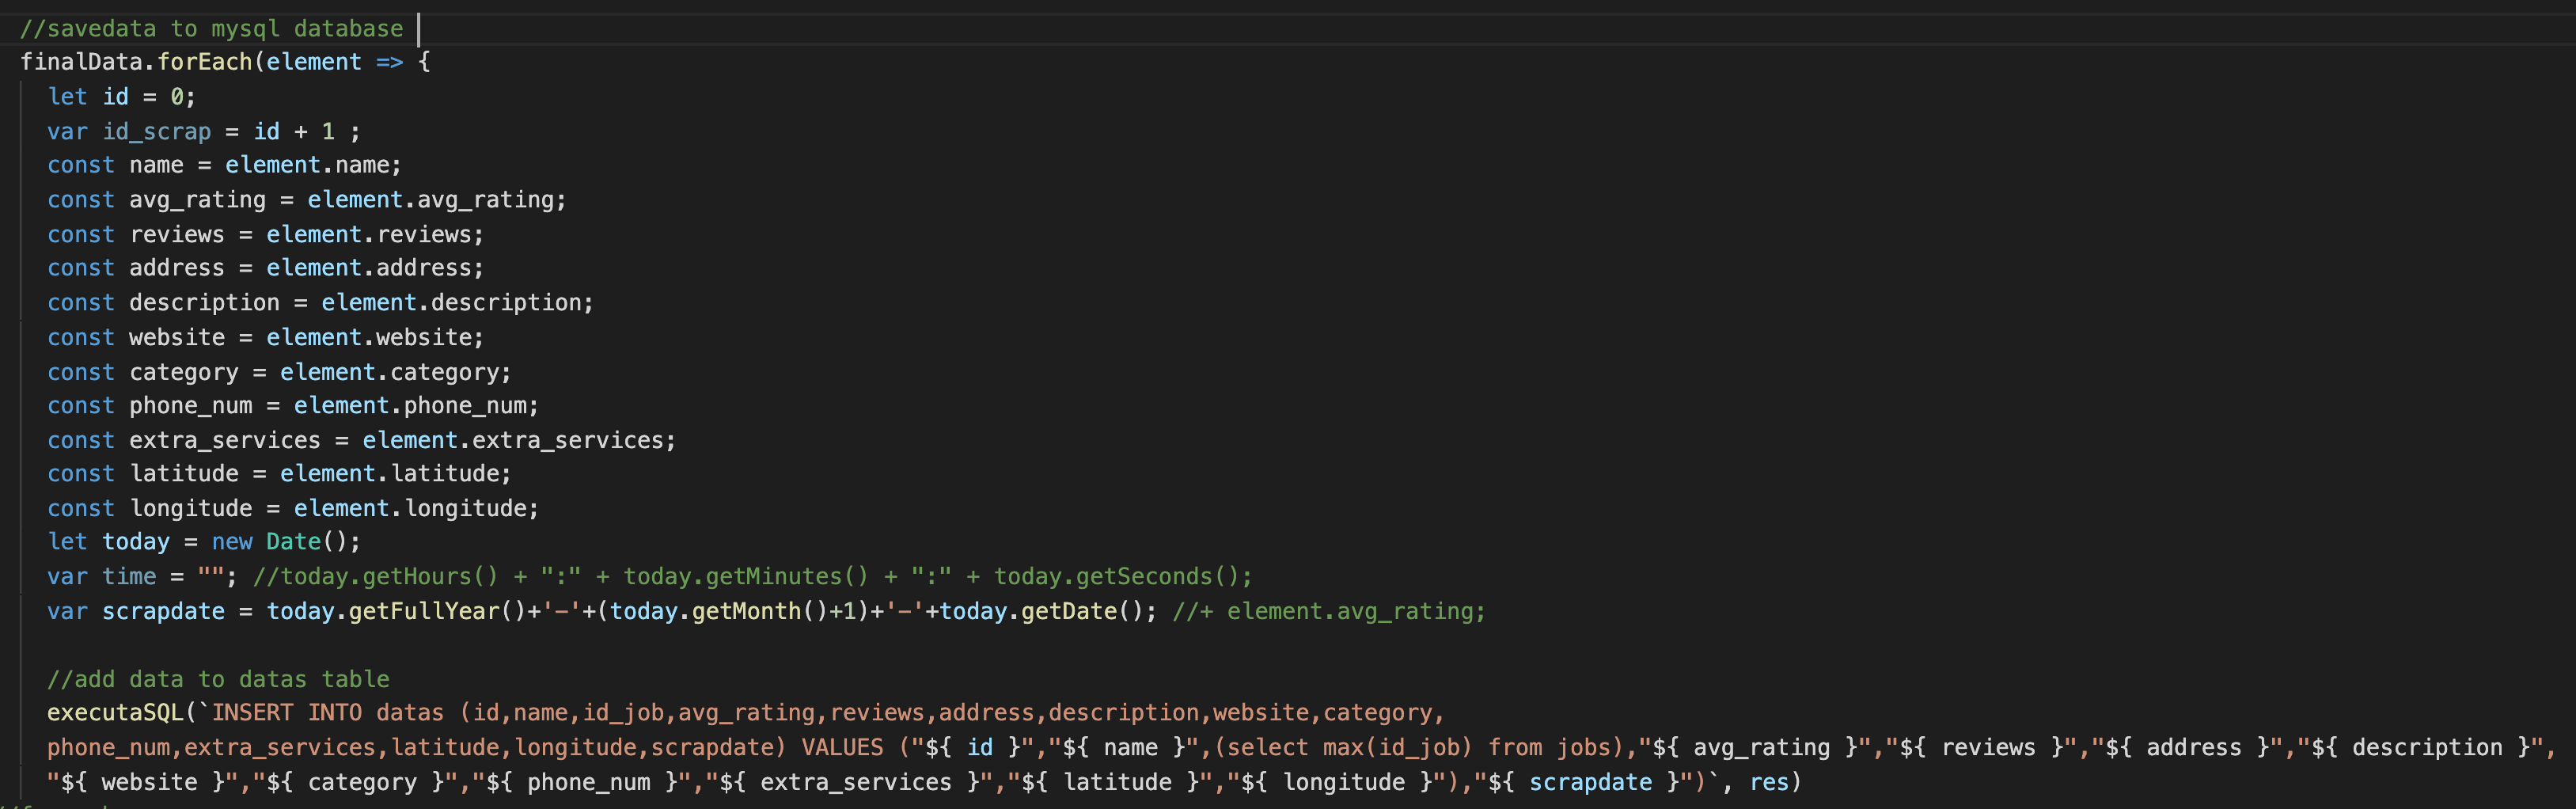 //savedata to mysql database
finalData.forEach(element => {
let id = 0;
var id_scrap = id + 1 ;
const name = element.name;
const avg_rating = element.avg_rating;
const reviews = element.reviews;
const address = element.address;
const description = element.description;
const website = element.website;
const category = element.category;
const phone_num = element.phone_num;
const extra_services = element.extra_services;
const latitude = element.latitude;
const longitude = element.longitude;
let today = new Date();
var time = ""; //today.getHours() + ":" + today.getMinutes() + ":" + today.getSeconds();
var scrapdate = today.getFullYear()+'-'+(today.getMonth()+1)+'-'+today.getDate(); //+ element.avg_rating;
//add data to datas table
executaSQL(`INSERT INTO datas (id,name,id_job,avg_rating,reviews,address,description,website,category,
phone_num,extra_services,latitude,longitude,scrapdate) VALUES ("${ id }","${ name }",(select max(id_job) from jobs),"${ avg_rating }","${ reviews }","${ address }","${ description }",
"${ website }","${ category }","${ phone_num }","${ extra_services }","${ latitude }","${ longitude }"),"${ scrapdate }")`, res)